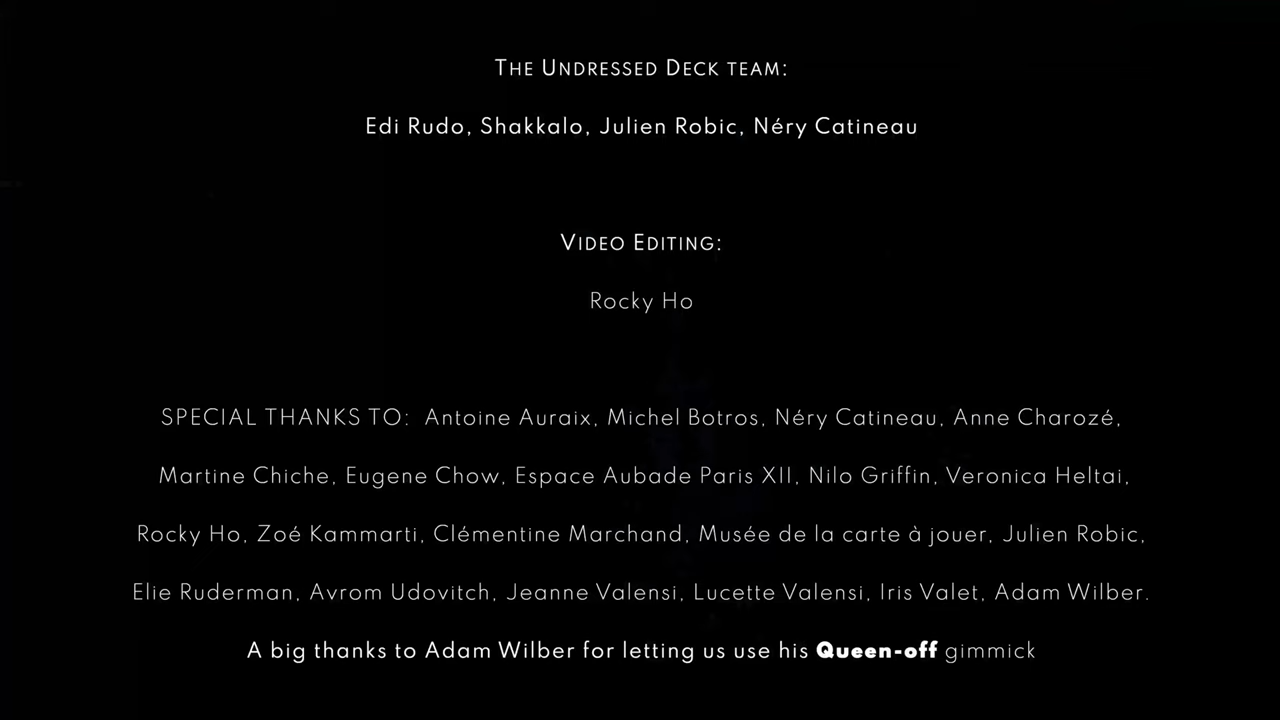 The Undressed Deck team:
Edi Rudo, Shakkalo, Julien Robic, Néry Catineau
Video Editing:
Rocky Ho
SPECIAL THANKS TO: Antoine Auraix, Michel Botros, Néry Catineau, Anne Charozé,
Martine Chiche, Eugene Chow, Espace Aubade Paris XII, Nilo Griffin, Veronica Heltai,
Rocky Ho, Zoé Kammarti, Clémentine Marchand, Musée de la carte à jouer, Julien Robic,
Elie Ruderman, Avrom Udovitch, Jeanne Valensi, Lucette Valensi, Iris Valet, Adam Wilber.
A big thanks to Adam Wilber for letting us use his Queen-off gimmick